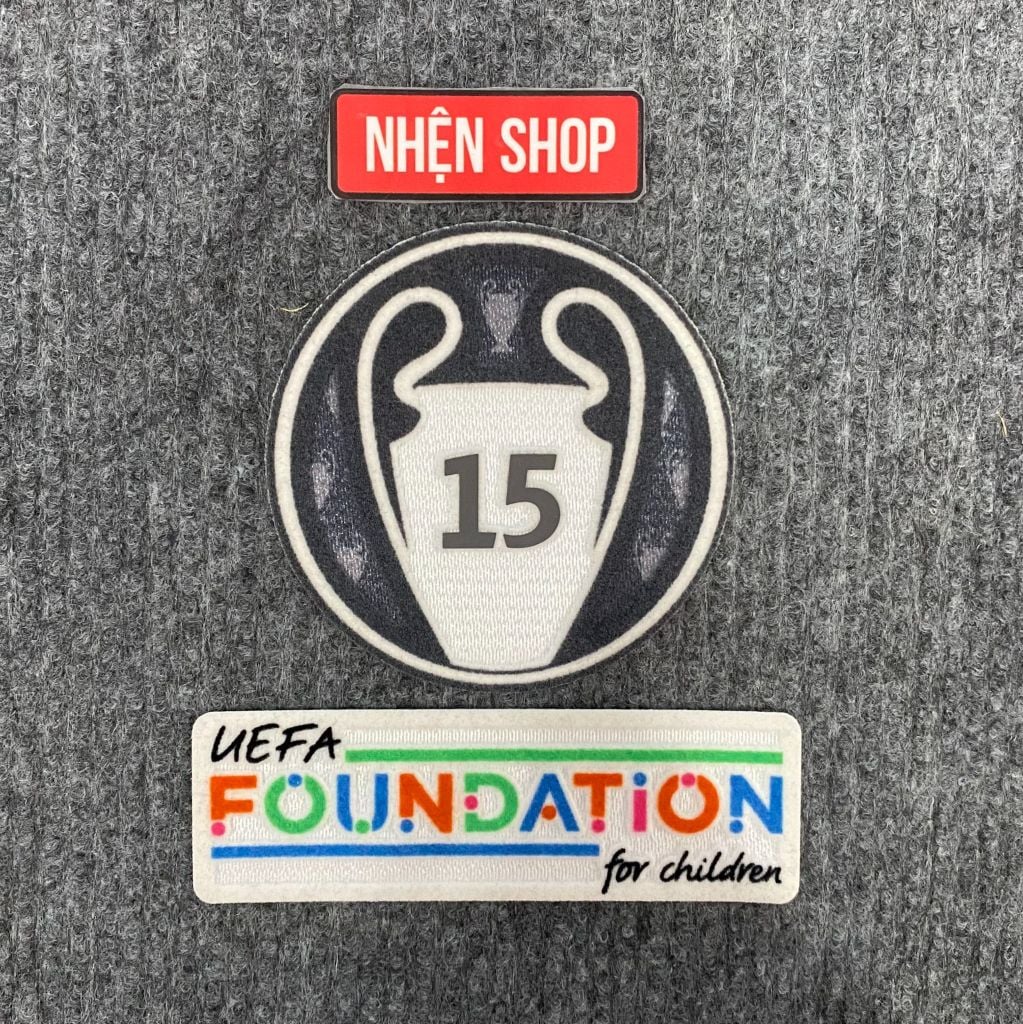 NHỆN SHOP
15
UEFA
FOUNDATION
for children